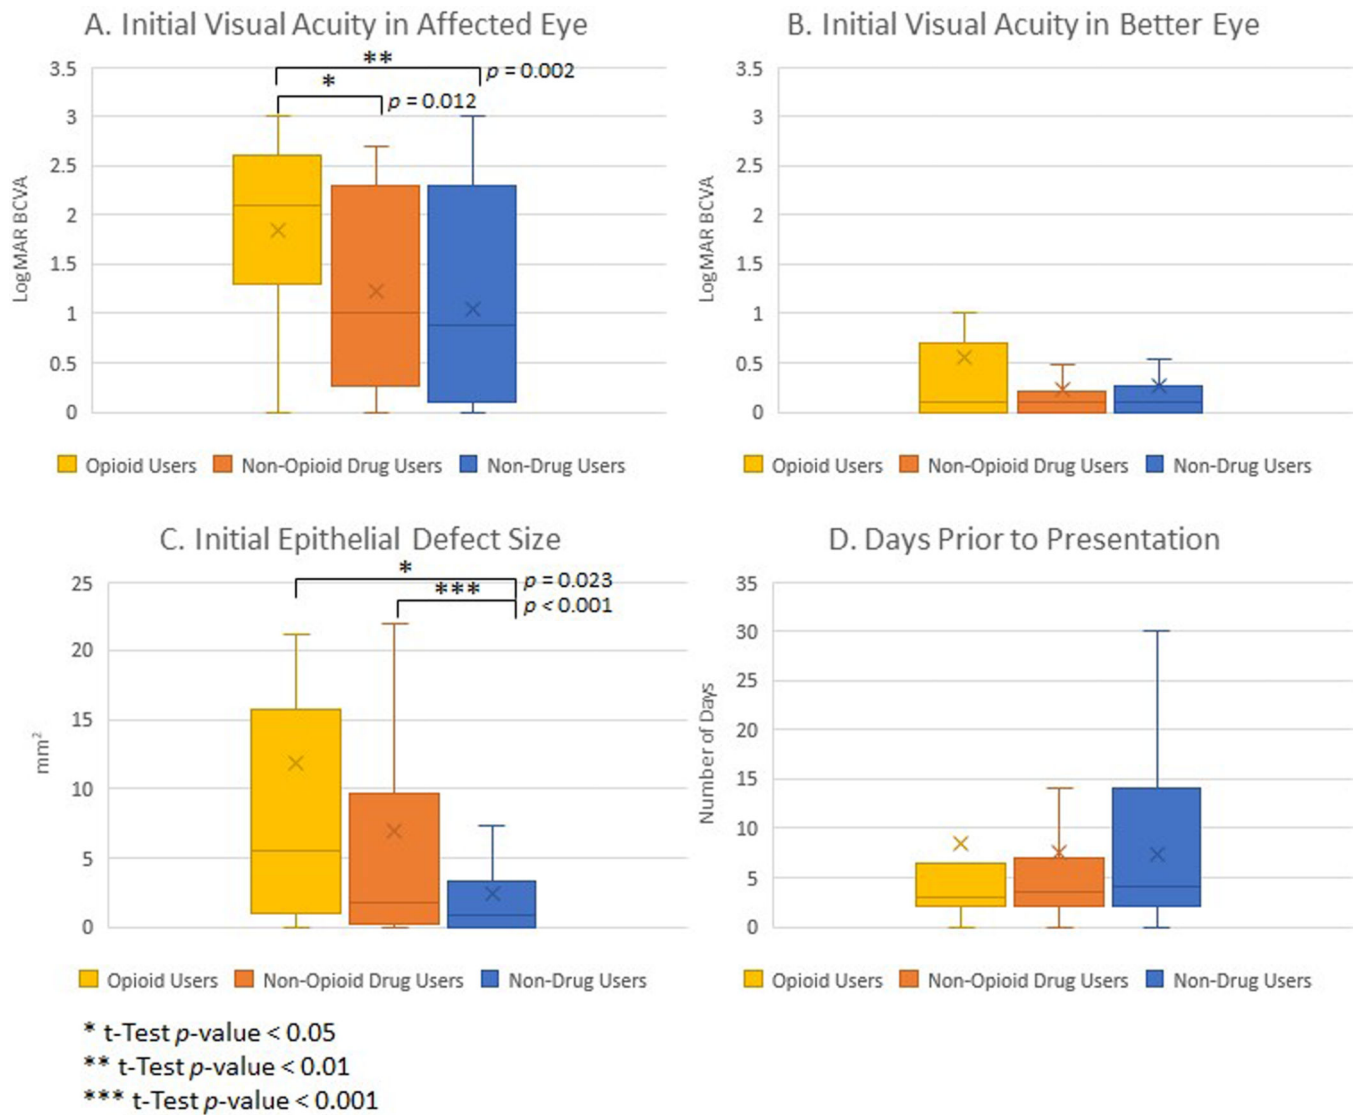 A. Initial Visual Acuity in Affected Eye
3.5
3
2.5
2
1.5
1
0.5
0
LogMAR BCVA
**
p = 0.002
*
p = 0.012
Opioid Users Non-Opioid Drug Users Non-Drug Users
B. Initial Visual Acuity in Better Eye
3.5
3
2.5
2
1.5
1
0.5
0
LogMAR BCVA
Opioid Users Non-Opioid Drug Users Non-Drug Users
C. Initial Epithelial Defect Size
25
20
15
10
5
0
mm²
*
p = 0.023
***
p < 0.001
Opioid Users Non-Opioid Drug Users Non-Drug Users
D. Days Prior to Presentation
35
30
25
20
15
10
5
0
Number of Days
Opioid Users Non-Opioid Drug Users Non-Drug Users
* t-Test p-value < 0.05
** t-Test p-value < 0.01
*** t-Test p-value < 0.001